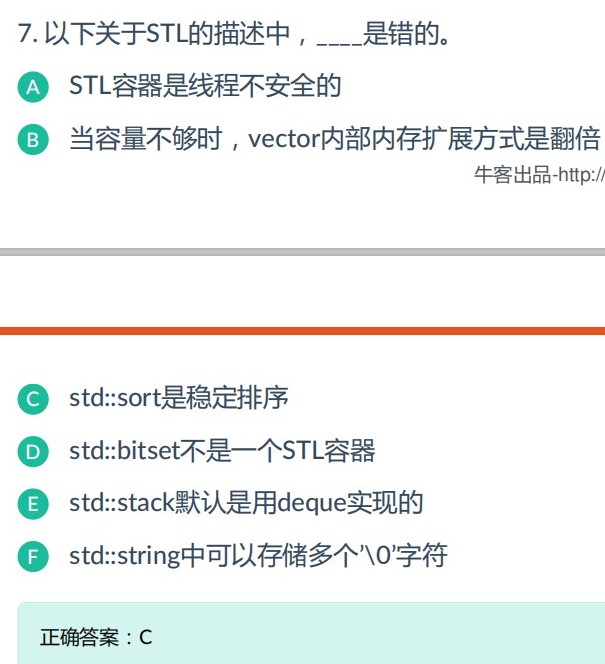 7. 以下关于STL的描述中，____是错的。
A STL容器是线程不安全的
B 当容量不够时，vector内部内存扩展方式是翻倍
牛客出品-http://
C std::sort是稳定排序
D std::bitset不是一个STL容器
E std::stack默认是用deque实现的
F std::string中可以存储多个’\0’字符
正确答案：C